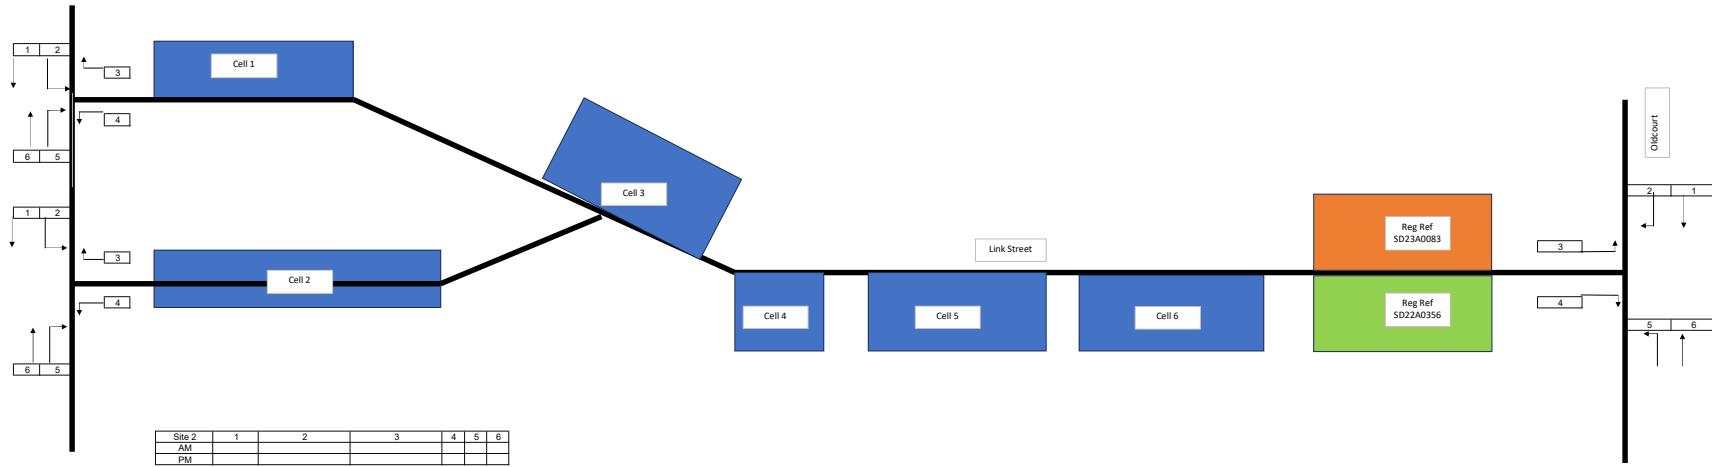 1 2
3
Cell 1
4
6 5
Cell 3
Oldcourt
2 1
1 2
3
Cell 2
4
6 5
Link Street
Cell 4
Cell 5
Cell 6
Reg Ref
SD23A0083
Reg Ref
SD22A0356
3
4
5 6
Site 2 1 2 3 4 5 6
AM
PM